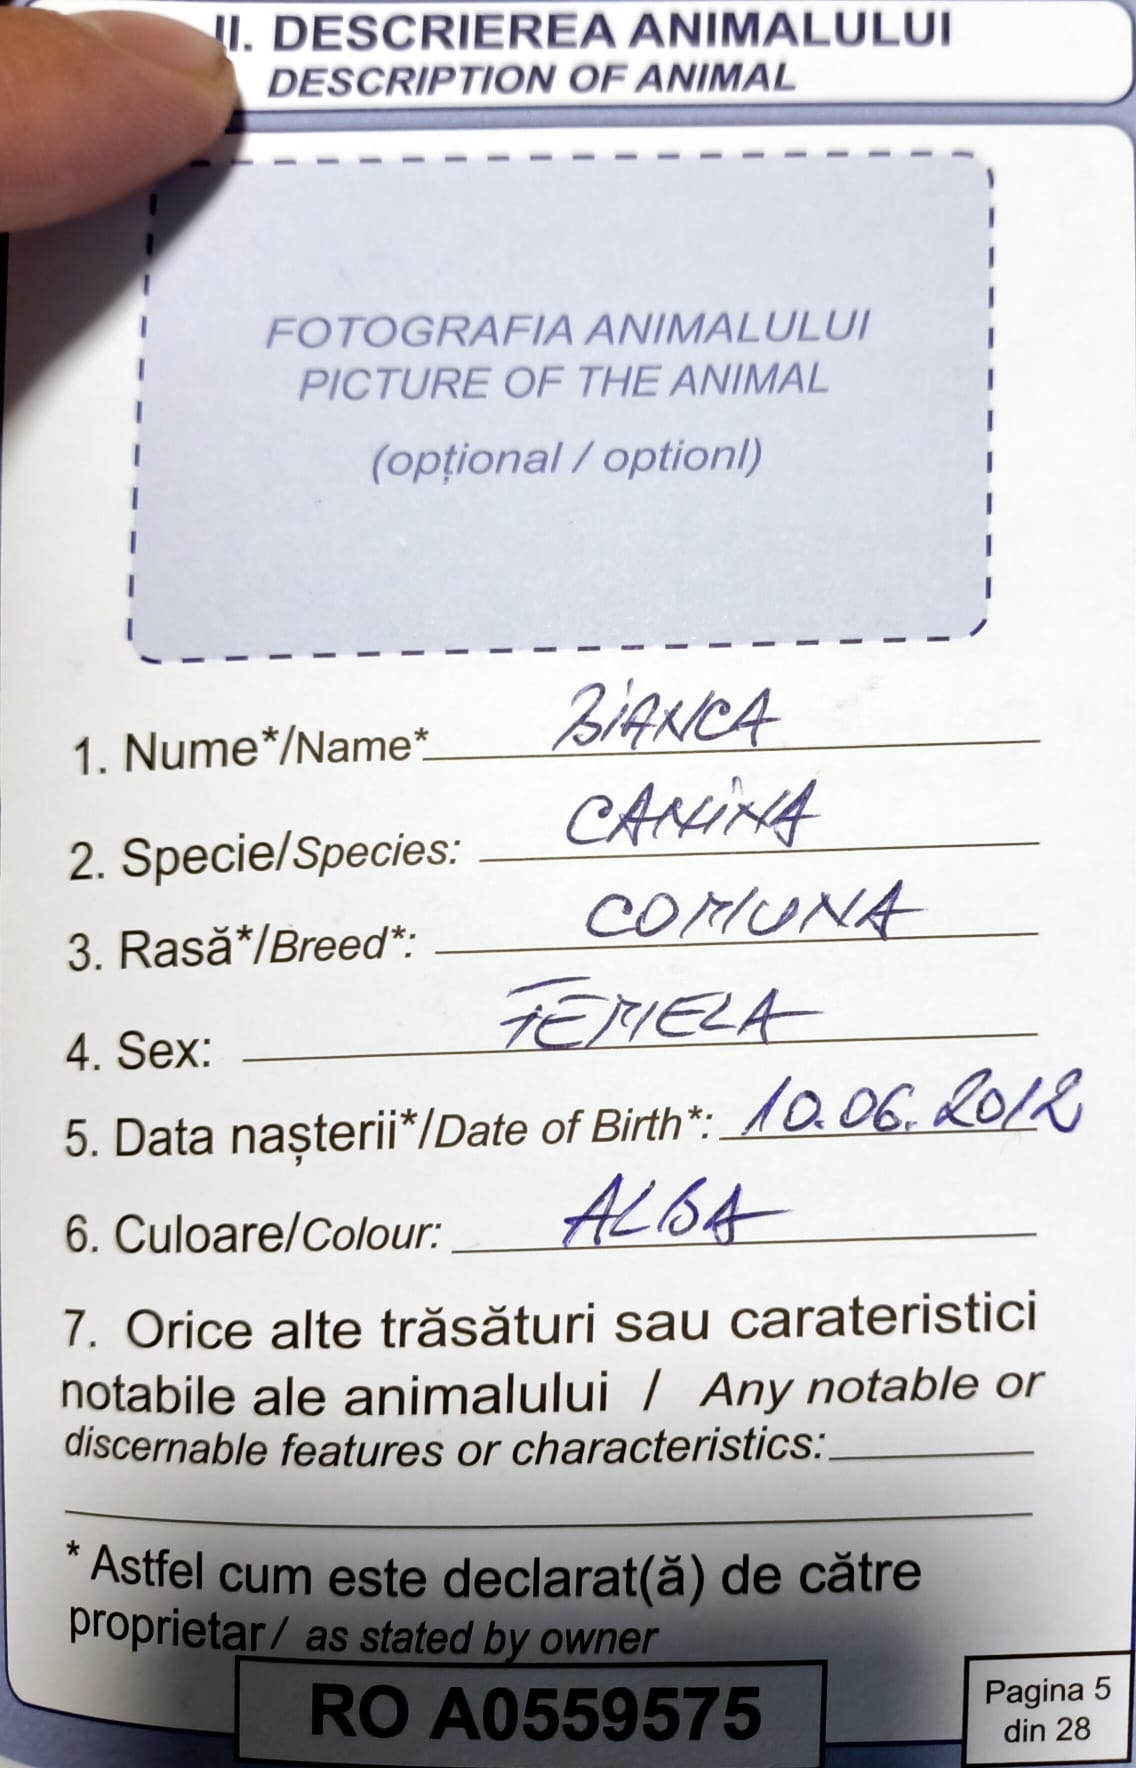 II. DESCRIEREA ANIMALULUI
DESCRIPTION OF ANIMAL
FOTOGRAFIA ANIMALULUI
PICTURE OF THE ANIMAL
(opțional / optionl)
1. Nume*/Name* BIANCA
2. Specie/Species: CANINA
3. Rasă*/Breed*: COMUNA
4. Sex: FEMELA
5. Data nașterii*/Date of Birth*: 10.06.2012
6. Culoare/Colour: ALBA
7. Orice alte trăsături sau carateristici
notabile ale animalului / Any notable or
discernable features or characteristics:
* Astfel cum este declarat(ă) de către
proprietar/ as stated by owner
RO A0559575
Pagina 5
din 28